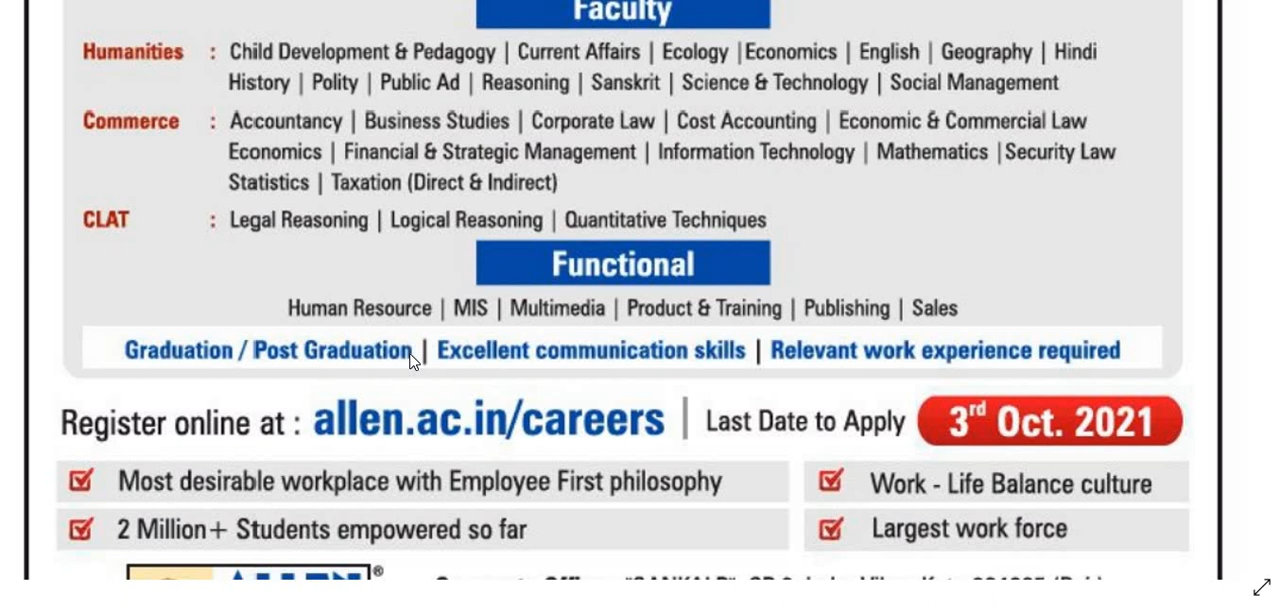 Faculty
Humanities : Child Development & Pedagogy | Current Affairs | Ecology |Economics | English | Geography | Hindi
History | Polity | Public Ad | Reasoning | Sanskrit | Science & Technology | Social Management
Commerce : Accountancy | Business Studies | Corporate Law | Cost Accounting | Economic & Commercial Law
Economics | Financial & Strategic Management | Information Technology | Mathematics |Security Law
Statistics | Taxation (Direct & Indirect)
CLAT : Legal Reasoning | Logical Reasoning | Quantitative Techniques
Functional
Human Resource | MIS | Multimedia | Product & Training | Publishing | Sales
Graduation / Post Graduation | Excellent communication skills | Relevant work experience required
Register online at : allen.ac.in/careers | Last Date to Apply 3rd Oct. 2021
Most desirable workplace with Employee First philosophy
Work - Life Balance culture
2 Million+ Students empowered so far
Largest work force
ALLEN®